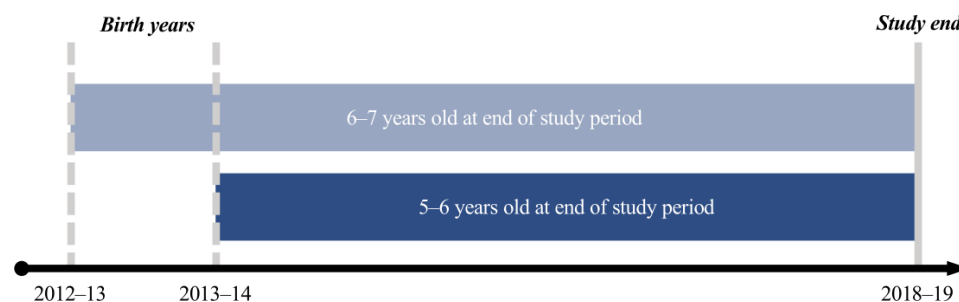 Birth years
Study end
6–7 years old at end of study period
5–6 years old at end of study period
2012–13
2013–14
2018–19